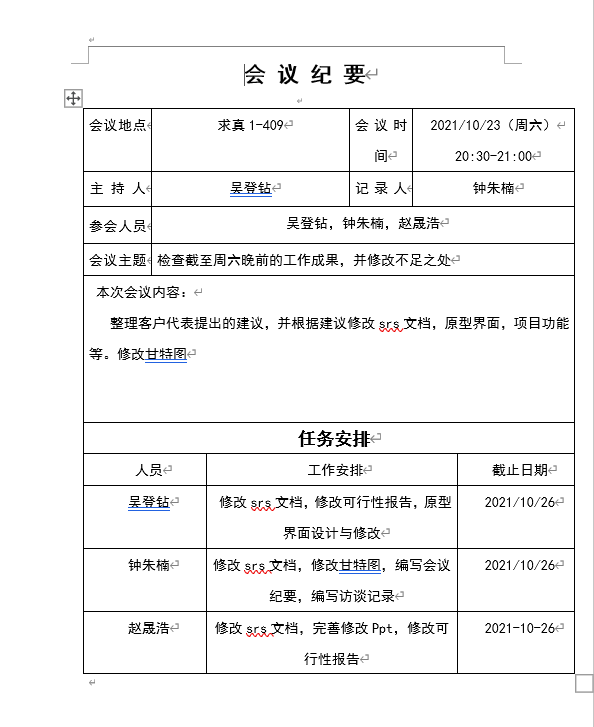 会 议 纪 要
会议地点 求真 1-409 会 议 时 2021/10/23（周六）
间 20:30-21:00
主 持 人 吴登钻 记 录 人 钟朱楠
参会人员 吴登钻，钟朱楠，赵晟浩
会议主题 检查截至周六晚前的工作成果，并修改不足之处
本次会议内容：
整理客户代表提出的建议，并根据建议修改 srs 文档，原型界面，项目功能
等。修改甘特图
任务安排
人员 工作安排 截止日期
吴登钻 修改 srs 文档，修改可行性报告，原型 2021/10/26
界面设计与修改
钟朱楠 修改 srs 文档，修改甘特图，编写会议 2021/10/26
纪要，编写访谈记录
赵晟浩 修改 srs 文档，完善修改 Ppt，修改可 2021-10-26
行性报告